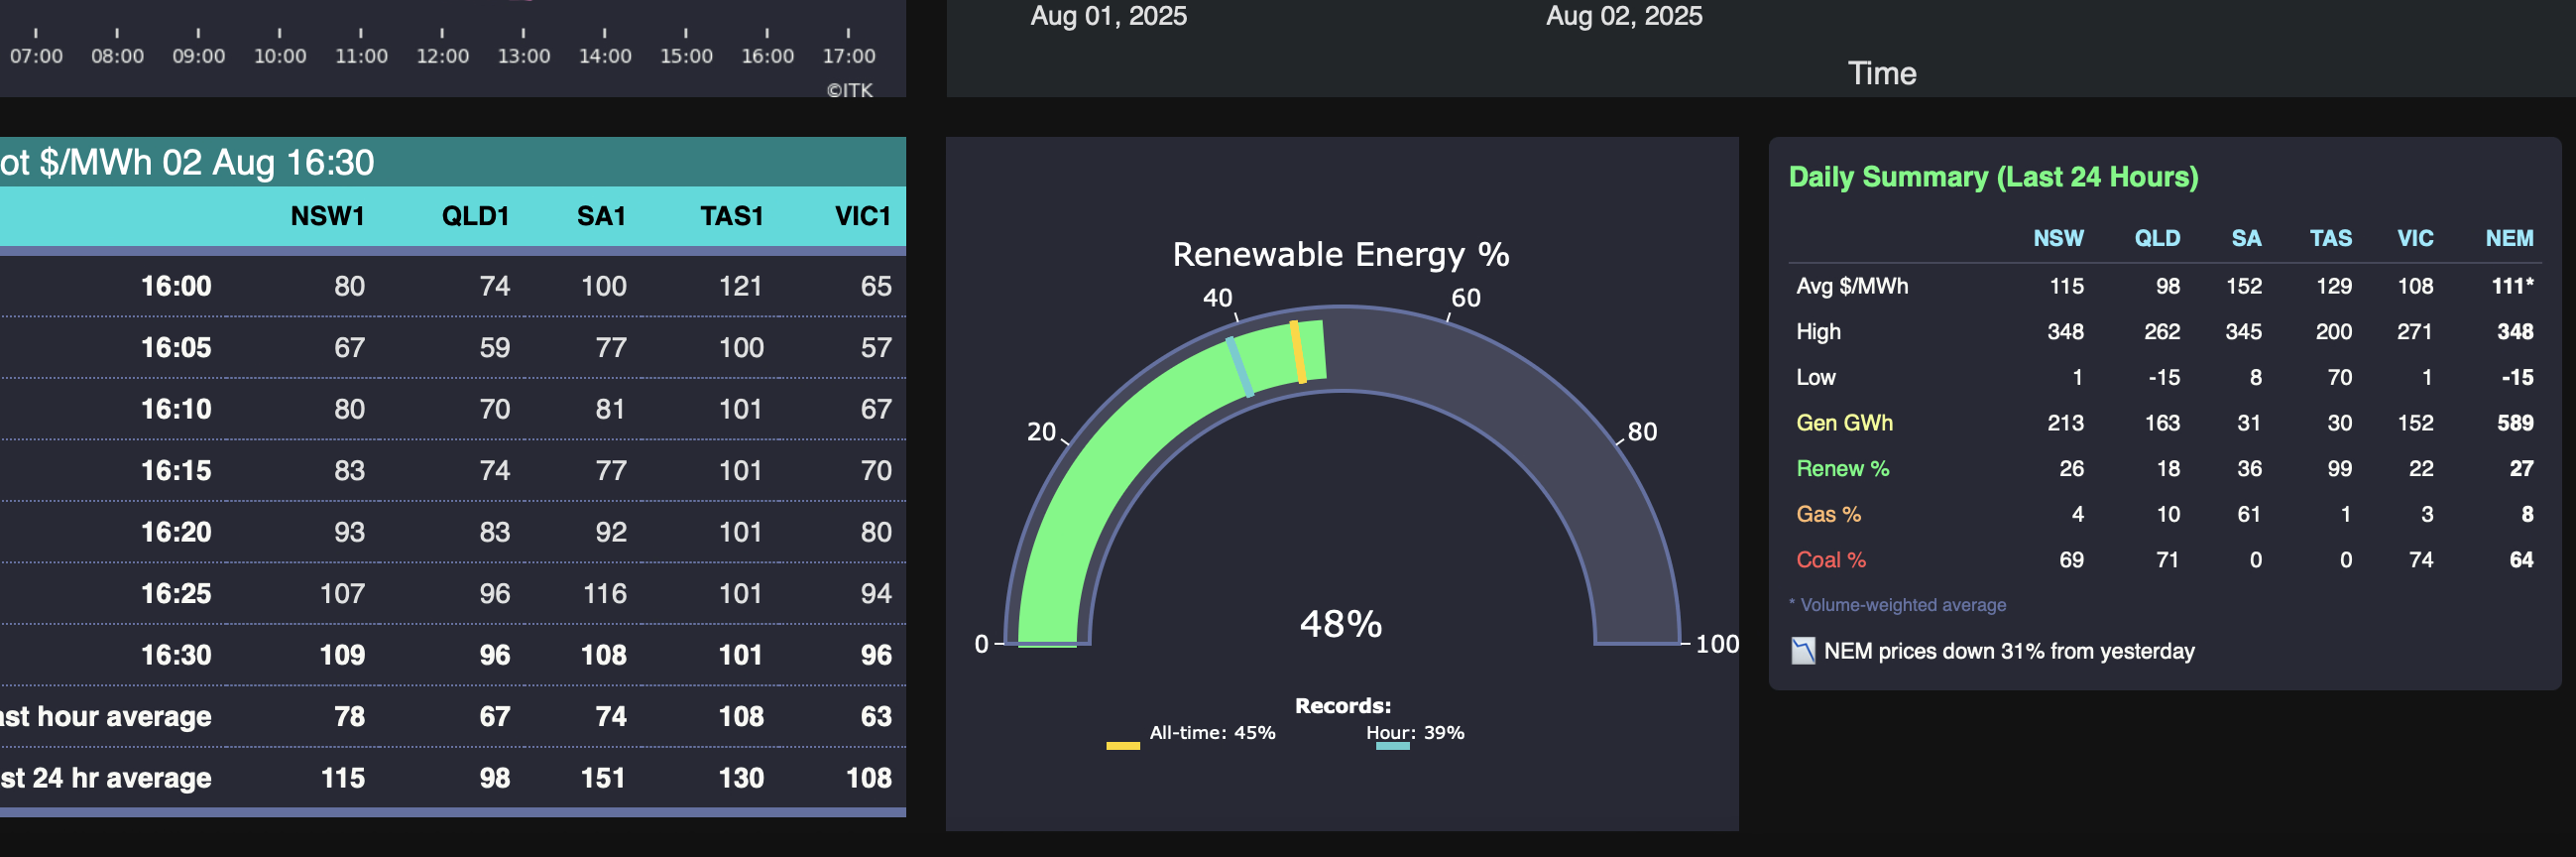 07:00 08:00 09:00 10:00 11:00 12:00 13:00 14:00 15:00 16:00 17:00
©ITK
Aug 01, 2025 Aug 02, 2025
Time
ot $/MWh 02 Aug 16:30
NSW1 QLD1 SA1 TAS1 VIC1
16:00 80 74 100 121 65
16:05 67 59 77 100 57
16:10 80 70 81 101 67
16:15 83 74 77 101 70
16:20 93 83 92 101 80
16:25 107 96 116 101 94
16:30 109 96 108 101 96
ast hour average 78 67 74 108 63
st 24 hr average 115 98 151 130 108
Renewable Energy %
0 20 40 60 80 100
48%
Records:
All-time: 45% Hour: 39%
Daily Summary (Last 24 Hours)
NSW QLD SA TAS VIC NEM
Avg $/MWh 115 98 152 129 108 111*
High 348 262 345 200 271 348
Low 1 -15 8 70 1 -15
Gen GWh 213 163 31 30 152 589
Renew % 26 18 36 99 22 27
Gas % 4 10 61 1 3 8
Coal % 69 71 0 0 74 64
* Volume-weighted average
NEM prices down 31% from yesterday